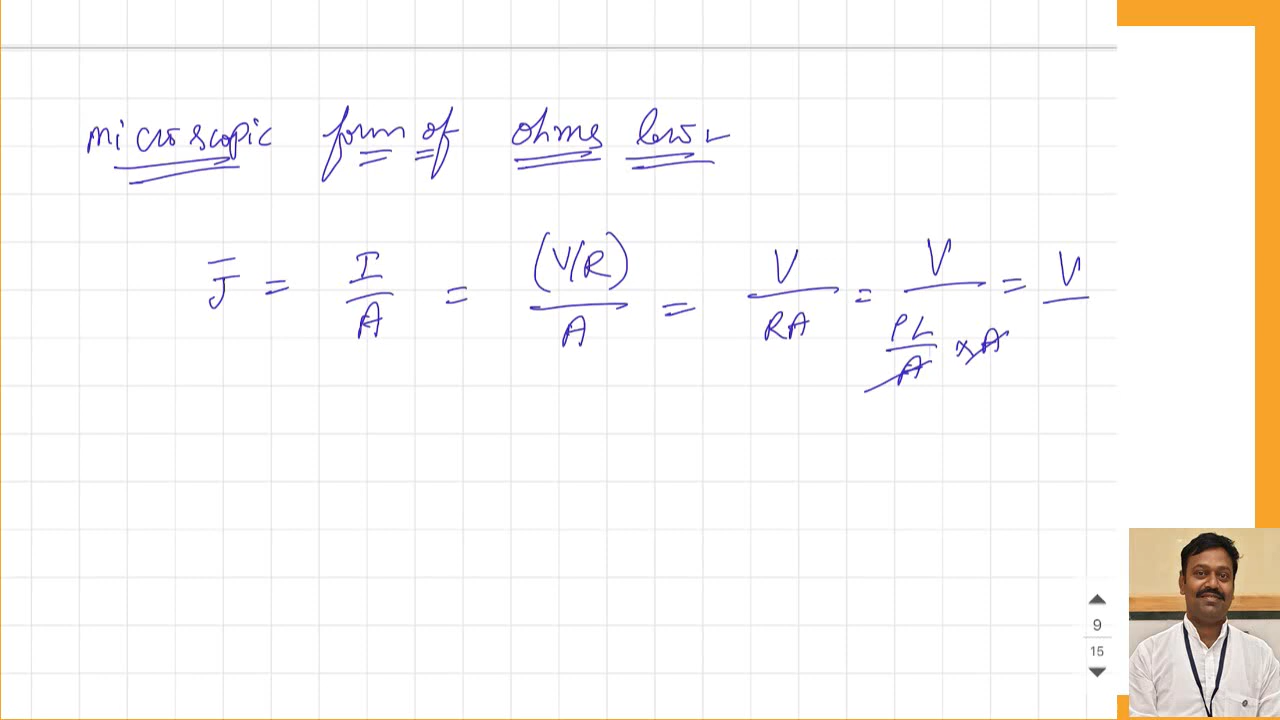 microscopic form of ohms law
J̅ = I/A = (V/R)/A = V/RA = V/(ρL/A × A) = V/
9
15